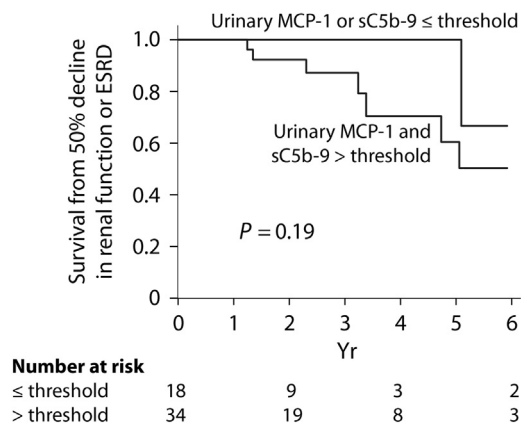 Urinary MCP-1 or sC5b-9 ≤ threshold
Survival from 50% decline
in renal function or ESRD
1.0
0.8
0.6
0.4
0.2
0
Urinary MCP-1 and
sC5b-9 > threshold
P = 0.19
0 1 2 3 4 5 6
Yr
Number at risk
≤ threshold 18 9 3 2
> threshold 34 19 8 3